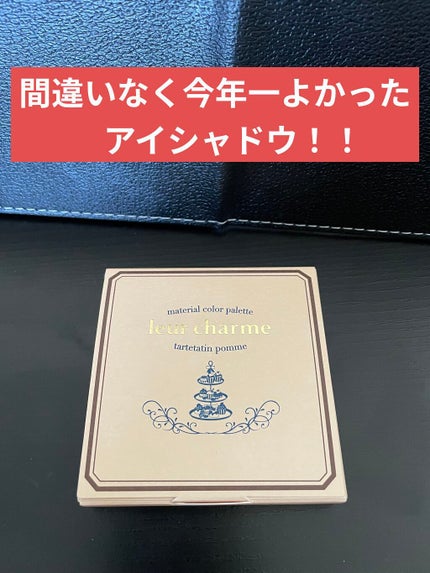 間違いなく今年一よかった
アイシャドウ！！
material color palette
leur charme
tartetatin pomme